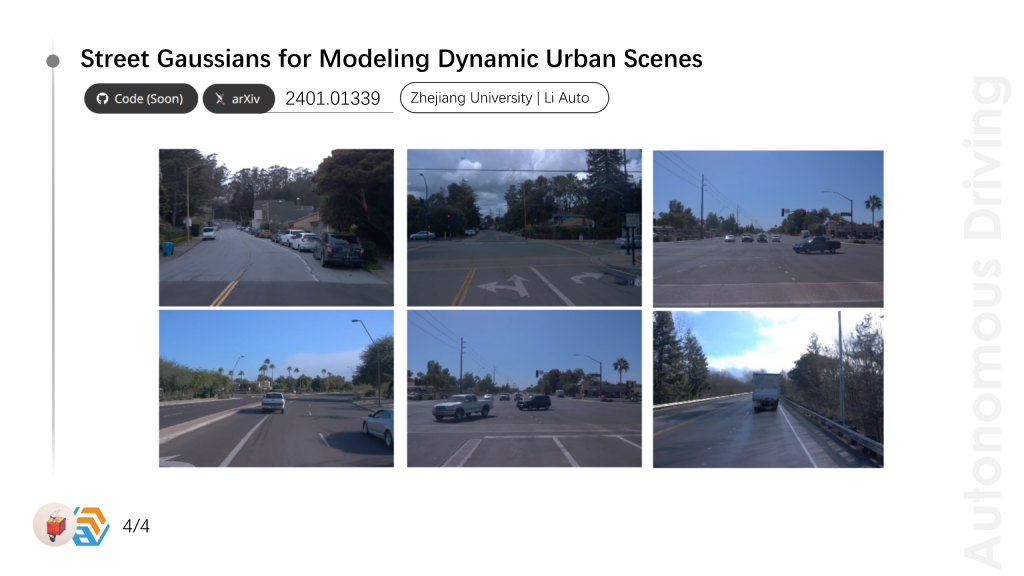 Street Gaussians for Modeling Dynamic Urban Scenes
Code (Soon) arXiv 2401.01339 Zhejiang University | Li Auto
Autonomous Driving
4/4